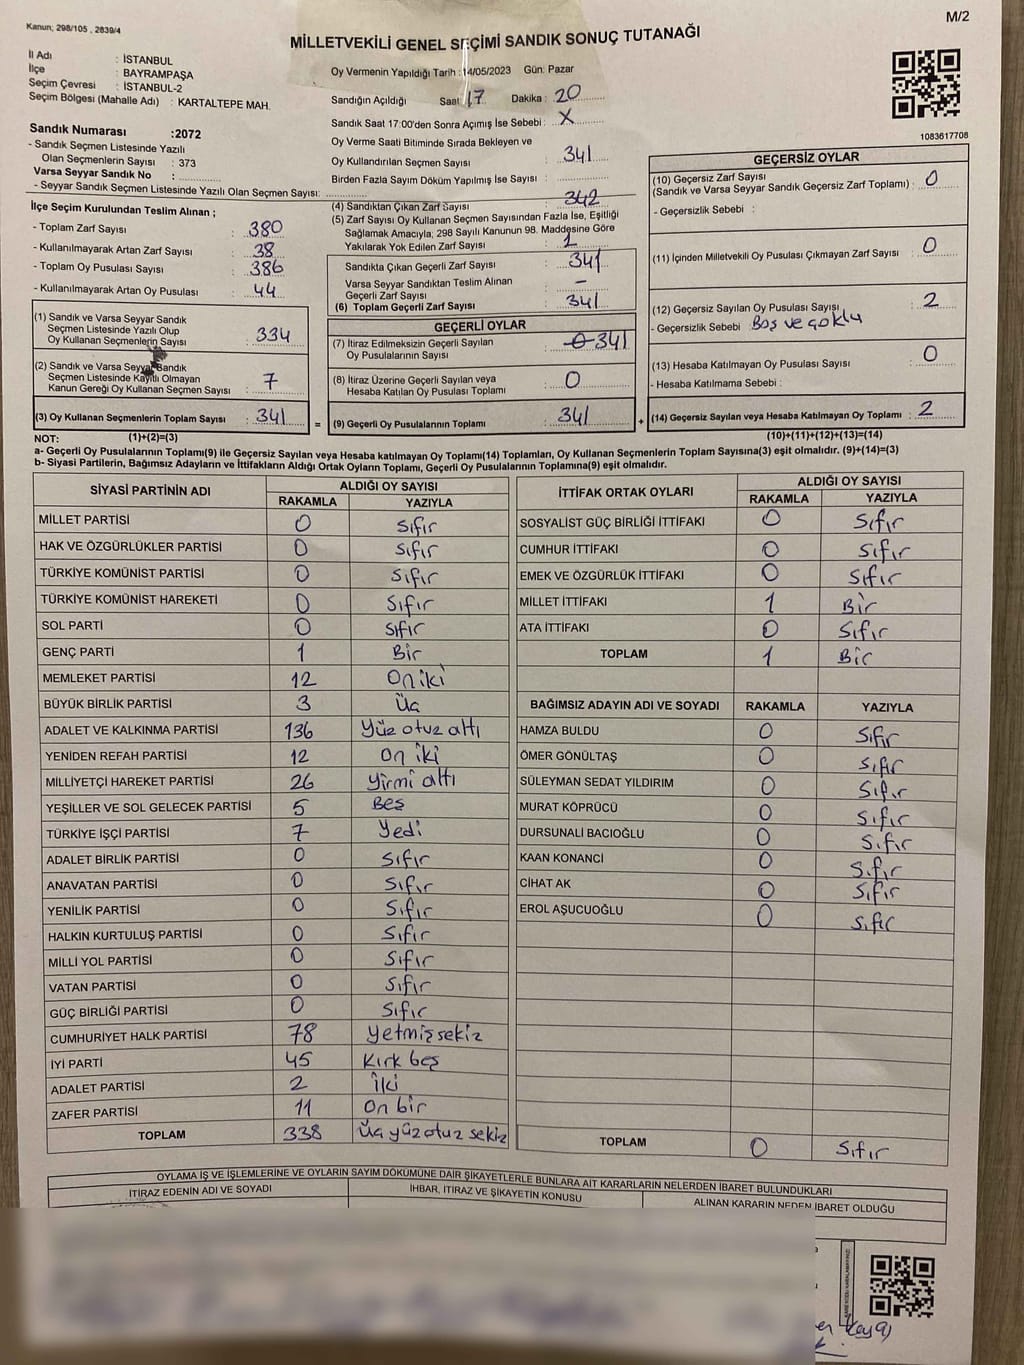 Kanun; 298/105 , 2839/4
M/2
MİLLETVEKİLİ GENEL SEÇİMİ SANDIK SONUÇ TUTANAĞI
İl Adı : İSTANBUL
İlçe : BAYRAMPAŞA
Seçim Çevresi : İSTANBUL-2
Seçim Bölgesi (Mahalle Adı) : KARTALTEPE MAH.
Oy Vermenin Yapıldığı Tarih : 14/05/2023 Gün: Pazar
Sandığın Açıldığı Saat 17 Dakika : 20
Sandık Saat 17:00'den Sonra Açımış İse Sebebi : X
Oy Verme Saati Bitiminde Sırada Bekleyen ve
Oy Kullandırılan Seçmen Sayısı : 341
Birden Fazla Sayım Döküm Yapılmış İse Sayısı :
1083617708
Sandık Numarası :2072
- Sandık Seçmen Listesinde Yazılı
Olan Seçmenlerin Sayısı : 373
Varsa Seyyar Sandık No :
- Seyyar Sandık Seçmen Listesinde Yazılı Olan Seçmen Sayısı:
İlçe Seçim Kurulundan Teslim Alınan ;
- Toplam Zarf Sayısı : 380
- Kullanılmayarak Artan Zarf Sayısı : 38
- Toplam Oy Pusulası Sayısı : 386
- Kullanılmayarak Artan Oy Pusulası : 44
(1) Sandık ve Varsa Seyyar Sandık
Seçmen Listesinde Yazılı Olup
Oy Kullanan Seçmenlerin Sayısı : 334
(2) Sandık ve Varsa Seyyar Sandık
Seçmen Listesinde Kayıtlı Olmayan
Kanun Gereği Oy Kullanan Seçmen Sayısı : 7
(3) Oy Kullanan Seçmenlerin Toplam Sayısı : 341 =
(4) Sandıktan Çıkan Zarf Sayısı : 342
(5) Zarf Sayısı Oy Kullanan Seçmen Sayısından Fazla İse, Eşitliği
Sağlamak Amacıyla; 298 Sayılı Kanunun 98. Maddesine Göre
Yakılarak Yok Edilen Zarf Sayısı : 1
Sandıkta Çıkan Geçerli Zarf Sayısı : 341
Varsa Seyyar Sandıktan Teslim Alınan
Geçerli Zarf Sayısı : -
(6) Toplam Geçerli Zarf Sayısı : 341
GEÇERLİ OYLAR
(7) İtiraz Edilmeksizin Geçerli Sayılan
Oy Pusulalarının Sayısı : 0 341
(8) İtiraz Üzerine Geçerli Sayılan veya
Hesaba Katılan Oy Pusulası Toplamı : 0
(9) Geçerli Oy Pusulalarının Toplamı : 341 +
GEÇERSİZ OYLAR
(10) Geçersiz Zarf Sayısı
(Sandık ve Varsa Seyyar Sandık Geçersiz Zarf Toplamı) : 0
- Geçersizlik Sebebi :
(11) İçinden Milletvekili Oy Pusulası Çıkmayan Zarf Sayısı : 0
(12) Geçersiz Sayılan Oy Pusulası Sayısı : 2
- Geçersizlik Sebebi : Boş ve çoklu
(13) Hesaba Katılmayan Oy Pusulası Sayısı : 0
- Hesaba Katılmama Sebebi :
(14) Geçersiz Sayılan veya Hesaba Katılmayan Oy Toplamı : 2
NOT: (1)+(2)=(3)
(10)+(11)+(12)+(13)=(14)
a- Geçerli Oy Pusulalarının Toplamı(9) ile Geçersiz Sayılan veya Hesaba katılmayan Oy Toplamı(14) Toplamları, Oy Kullanan Seçmenlerin Toplam Sayısına(3) eşit olmalıdır. (9)+(14)=(3)
b- Siyasi Partilerin, Bağımsız Adayların ve İttifakların Aldığı Ortak Oyların Toplamı, Geçerli Oy Pusulalarının Toplamına(9) eşit olmalıdır.
SİYASİ PARTİNİN ADI ALDIĞI OY SAYISI
RAKAMLA YAZIYLA
MİLLET PARTİSİ 0 Sıfır
HAK VE ÖZGÜRLÜKLER PARTİSİ 0 Sıfır
TÜRKİYE KOMÜNİST PARTİSİ 0 Sıfır
TÜRKİYE KOMÜNİST HAREKETİ 0 Sıfır
SOL PARTİ 0 Sıfır
GENÇ PARTİ 1 Bir
MEMLEKET PARTİSİ 12 On iki
BÜYÜK BİRLİK PARTİSİ 3 Üç
ADALET VE KALKINMA PARTİSİ 136 Yüz otuz altı
YENİDEN REFAH PARTİSİ 12 On iki
MİLLİYETÇİ HAREKET PARTİSİ 26 Yirmi altı
YEŞİLLER VE SOL GELECEK PARTİSİ 5 Beş
TÜRKİYE İŞÇİ PARTİSİ 7 Yedi
ADALET BİRLİK PARTİSİ 0 Sıfır
ANAVATAN PARTİSİ 0 Sıfır
YENİLİK PARTİSİ 0 Sıfır
HALKIN KURTULUŞ PARTİSİ 0 Sıfır
MİLLİ YOL PARTİSİ 0 Sıfır
VATAN PARTİSİ 0 Sıfır
GÜÇ BİRLİĞİ PARTİSİ 0 Sıfır
CUMHURİYET HALK PARTİSİ 78 Yetmiş sekiz
İYİ PARTİ 45 Kırk beş
ADALET PARTİSİ 2 İki
ZAFER PARTİSİ 11 On bir
TOPLAM 338 Üç yüz otuz sekiz
İTTİFAK ORTAK OYLARI ALDIĞI OY SAYISI
RAKAMLA YAZIYLA
SOSYALİST GÜÇ BİRLİĞİ İTTİFAKI 0 Sıfır
CUMHUR İTTİFAKI 0 Sıfır
EMEK VE ÖZGÜRLÜK İTTİFAKI 0 Sıfır
MİLLET İTTİFAKI 1 Bir
ATA İTTİFAKI 0 Sıfır
TOPLAM 1 Bir
BAĞIMSIZ ADAYIN ADI VE SOYADI RAKAMLA YAZIYLA
HAMZA BULDU 0 Sıfır
ÖMER GÖNÜLTAŞ 0 Sıfır
SÜLEYMAN SEDAT YILDIRIM 0 Sıfır
MURAT KÖPRÜCÜ 0 Sıfır
DURSUNALİ BACIOĞLU 0 Sıfır
KAAN KONANCİ 0 Sıfır
CİHAT AK 0 Sıfır
EROL AŞUCUOĞLU 0 Sıfır
TOPLAM 0 Sıfır
OYLAMA İŞ VE İŞLEMLERİNE VE OYLARIN SAYIM DÖKÜMÜNE DAİR ŞİKAYETLERLE BUNLARA AİT KARARLARIN NELERDEN İBARET BULUNDUKLARI
İTİRAZ EDENİN ADI VE SOYADI İHBAR, İTİRAZ VE ŞİKAYETİN KONUSU ALINAN KARARIN NEDEN İBARET OLDUĞU